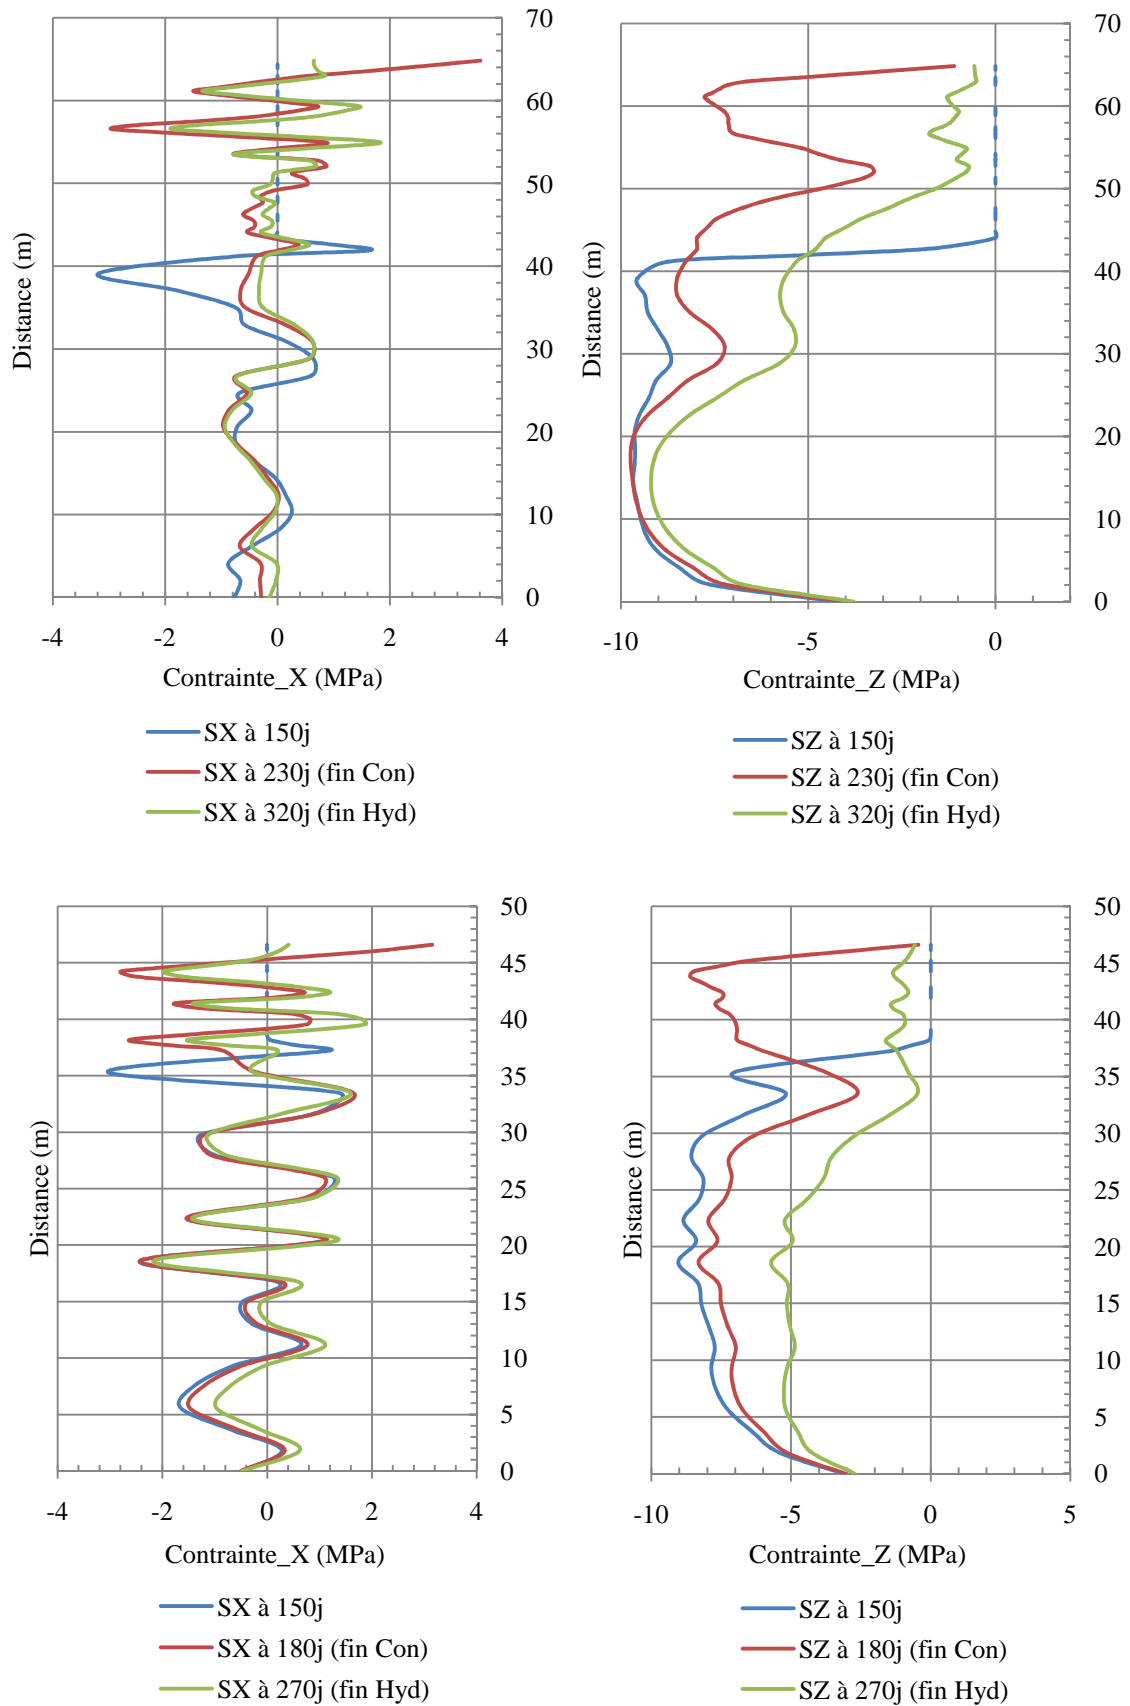 70
60
50
40
30
20
10
0
Distance (m)
-4 -2 0 2 4
Contrainte_X (MPa)
SX à 150j
SX à 230j (fin Con)
SX à 320j (fin Hyd)
70
60
50
40
30
20
10
0
Distance (m)
-10 -5 0
Contrainte_Z (MPa)
SZ à 150j
SZ à 230j (fin Con)
SZ à 320j (fin Hyd)
50
45
40
35
30
25
20
15
10
5
0
Distance (m)
-4 -2 0 2 4
Contrainte_X (MPa)
SX à 150j
SX à 180j (fin Con)
SX à 270j (fin Hyd)
50
45
40
35
30
25
20
15
10
5
0
Distance (m)
-10 -5 0 5
Contrainte_Z (MPa)
SZ à 150j
SZ à 180j (fin Con)
SZ à 270j (fin Hyd)